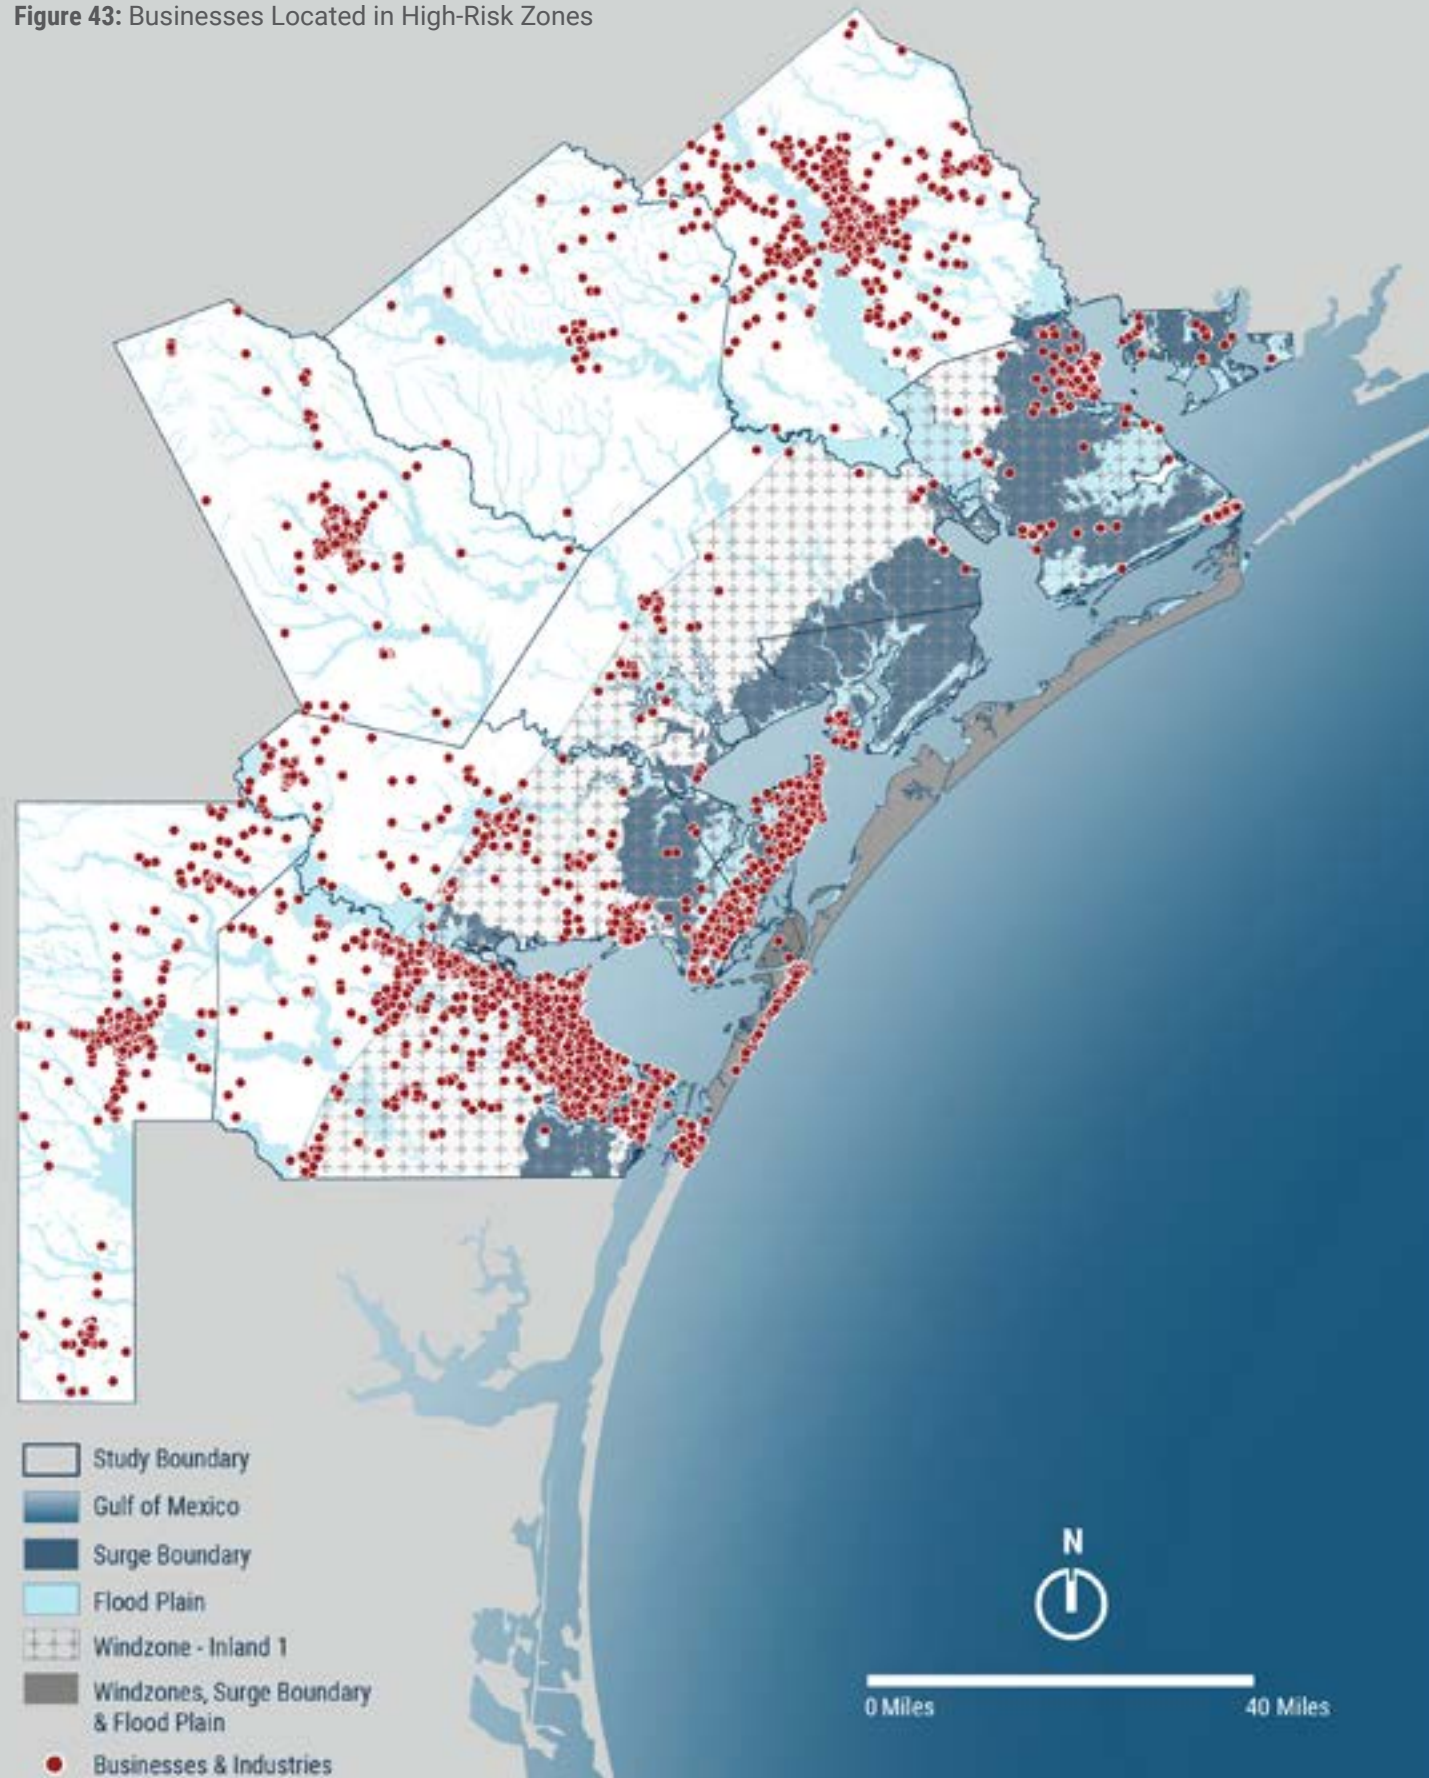 Figure 43: Businesses Located in High-Risk Zones
Study Boundary
Gulf of Mexico
Surge Boundary
Flood Plain
Windzone - Inland 1
Windzones, Surge Boundary
& Flood Plain
Businesses & Industries
N
0 Miles 40 Miles